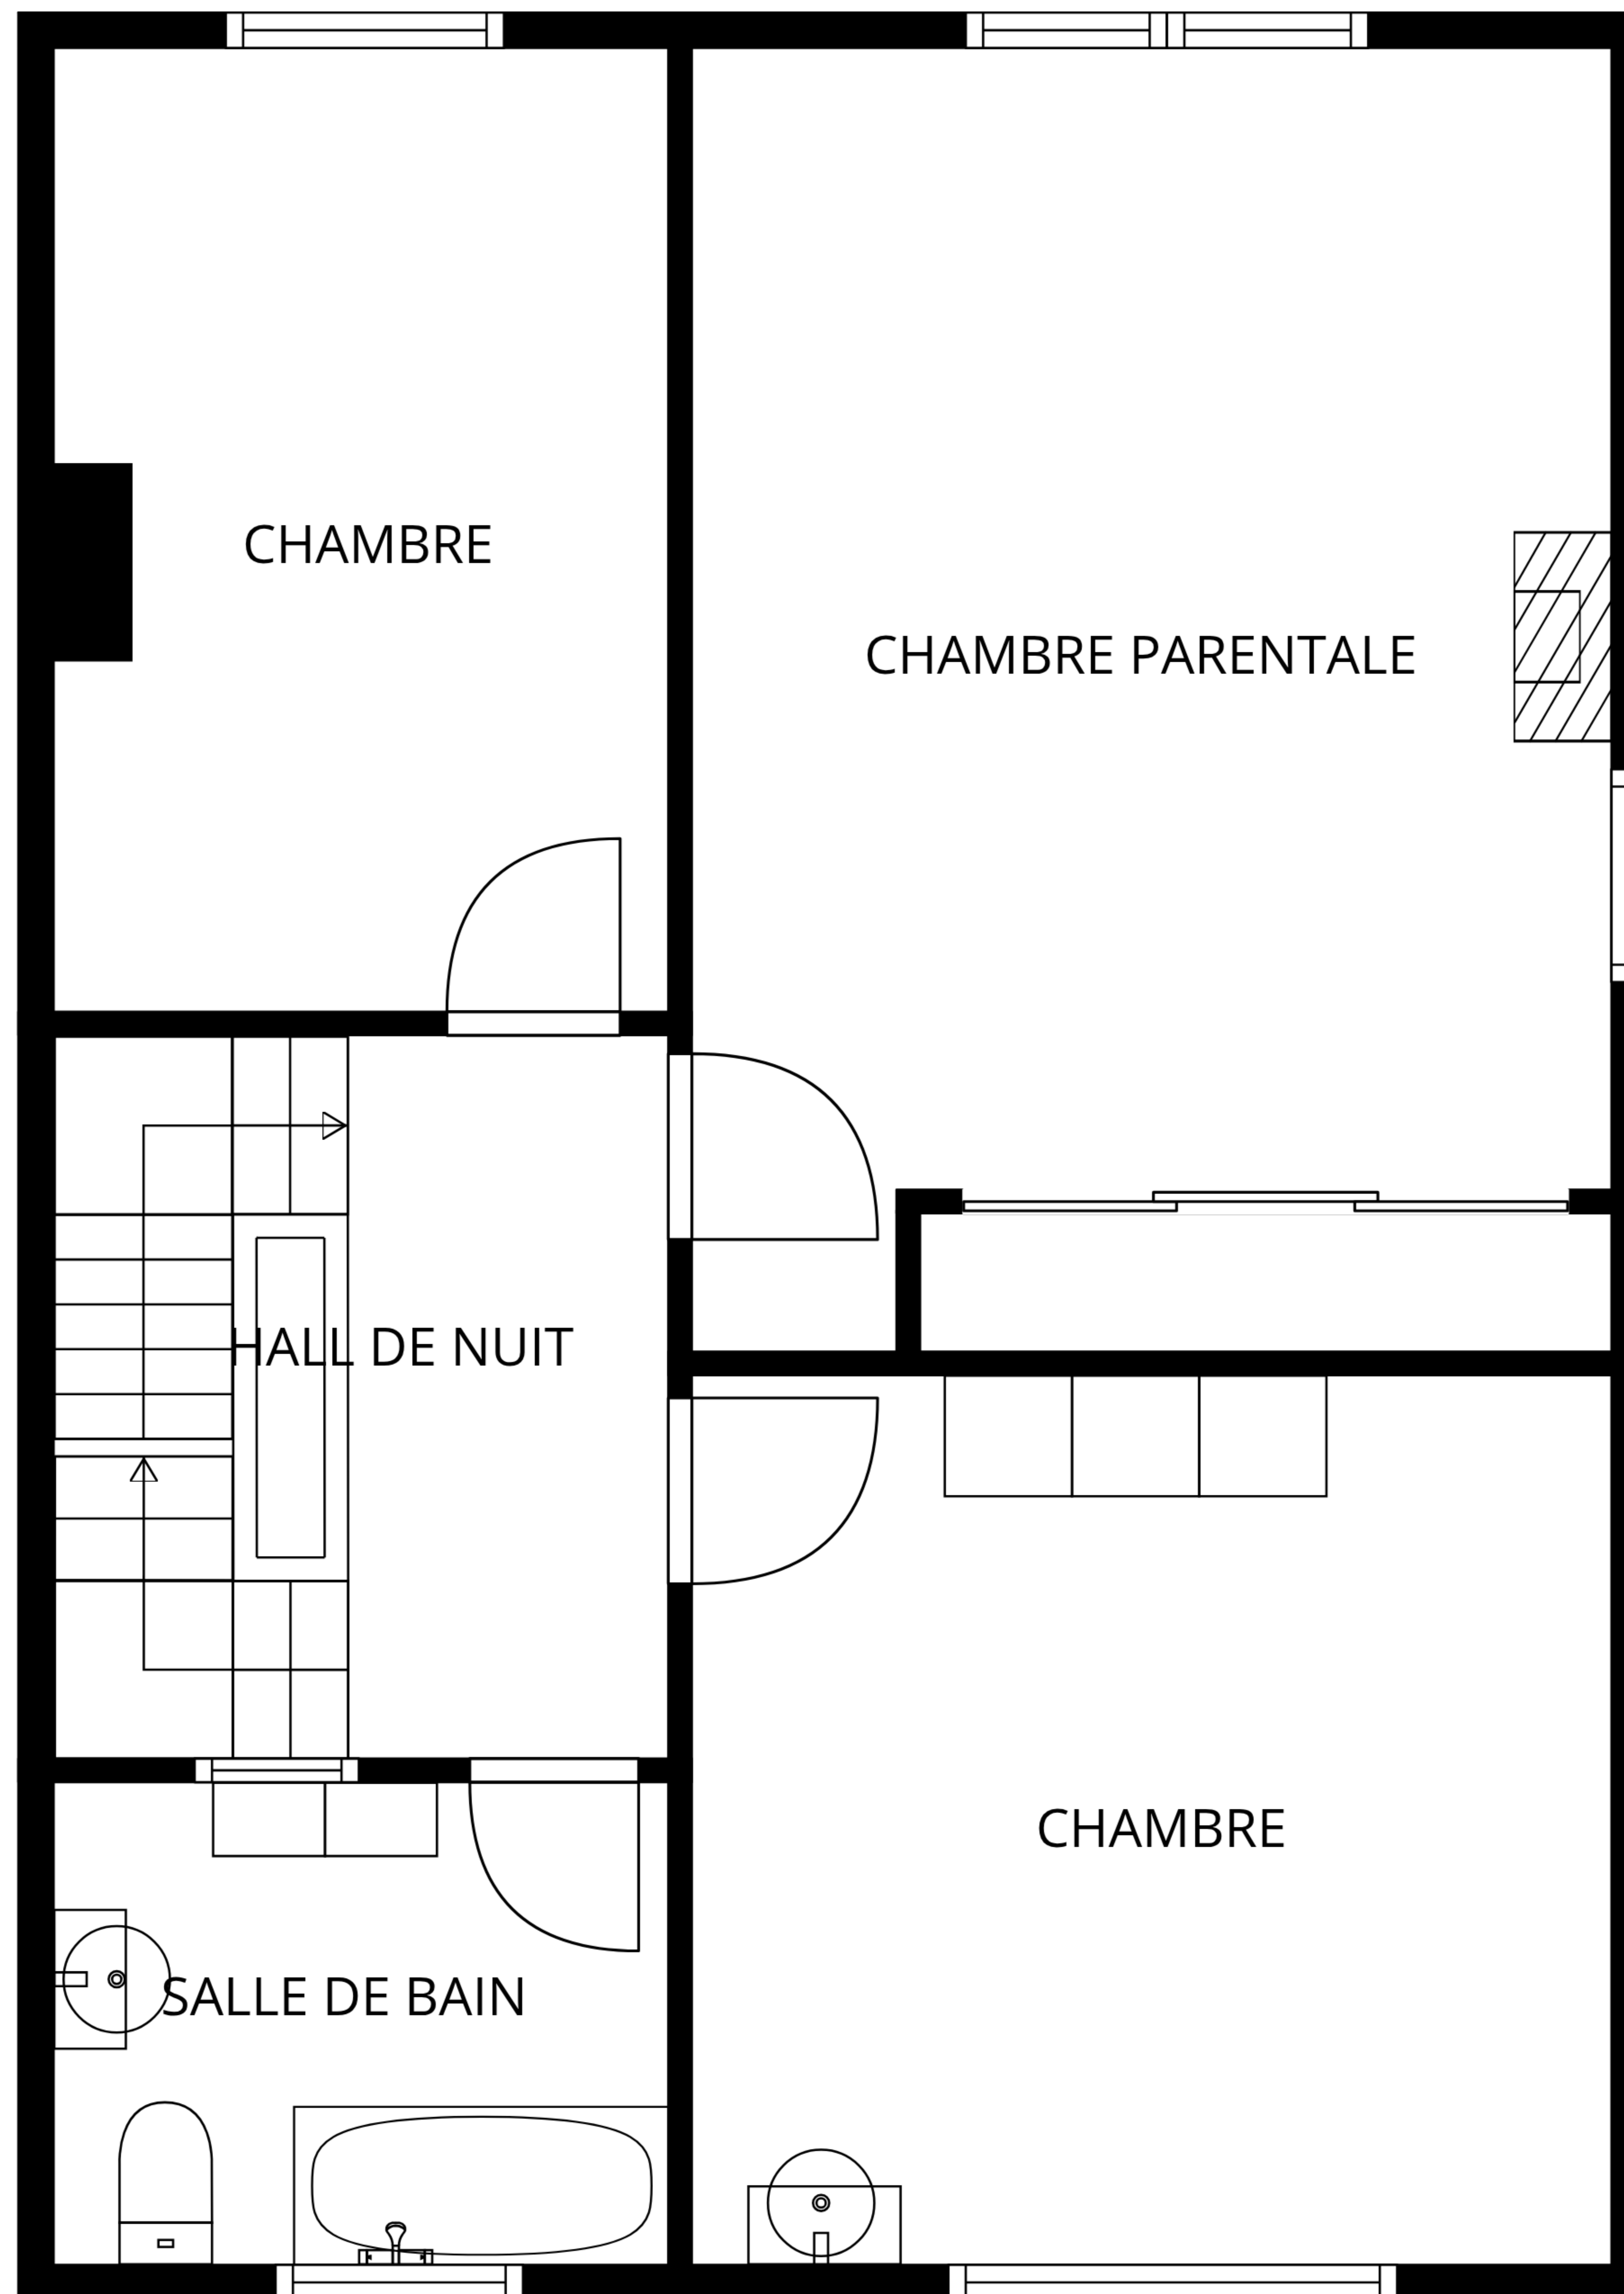 CHAMBRE
CHAMBRE PARENTALE
HALL DE NUIT
CHAMBRE
SALLE DE BAIN